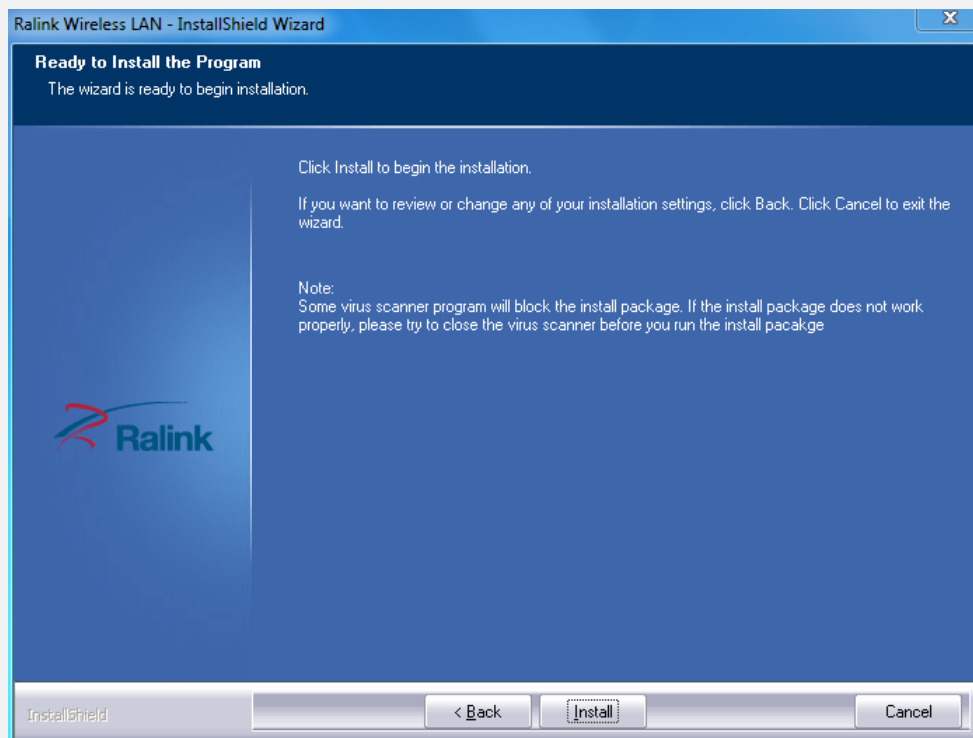 Ralink Wireless LAN - InstallShield Wizard
X
Ready to Install the Program
The wizard is ready to begin installation.
Click Install to begin the installation.
If you want to review or change any of your installation settings, click Back. Click Cancel to exit the
wizard.
Note:
Some virus scanner program will block the install package. If the install package does not work
properly, please try to close the virus scanner before you run the install pacakge
Ralink
InstallShield
< Back
Install
Cancel